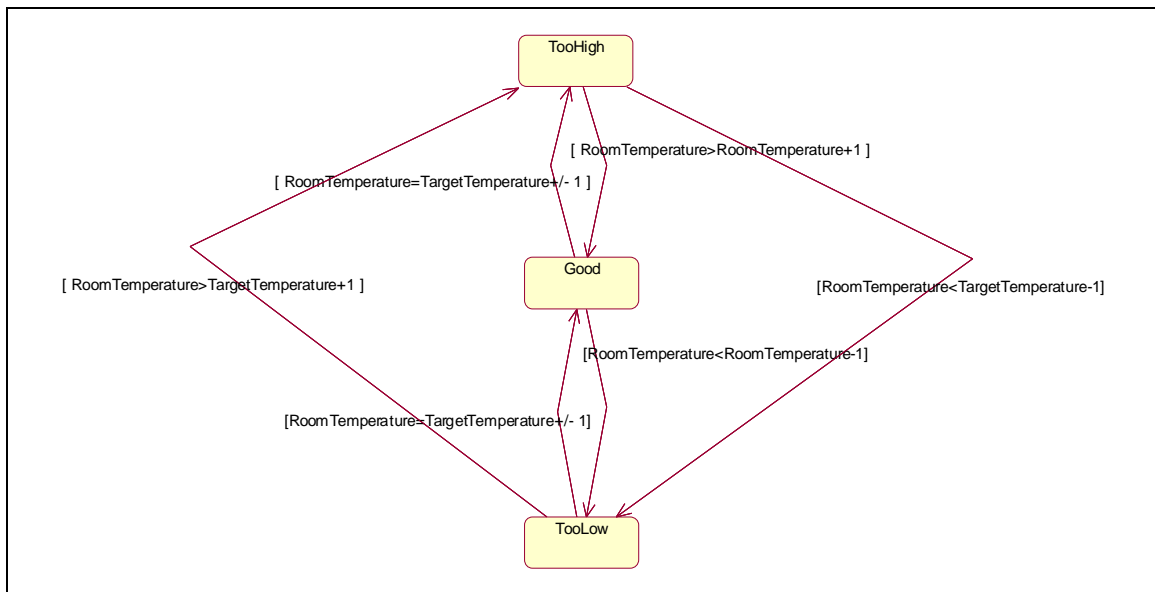 TooHigh
[ RoomTemperature>RoomTemperature+1 ]
[ RoomTemperature=TargetTemperature+/- 1 ]
Good
[ RoomTemperature>TargetTemperature+1 ]
[RoomTemperature<TargetTemperature-1]
[RoomTemperature<RoomTemperature-1]
[RoomTemperature=TargetTemperature+/- 1]
TooLow